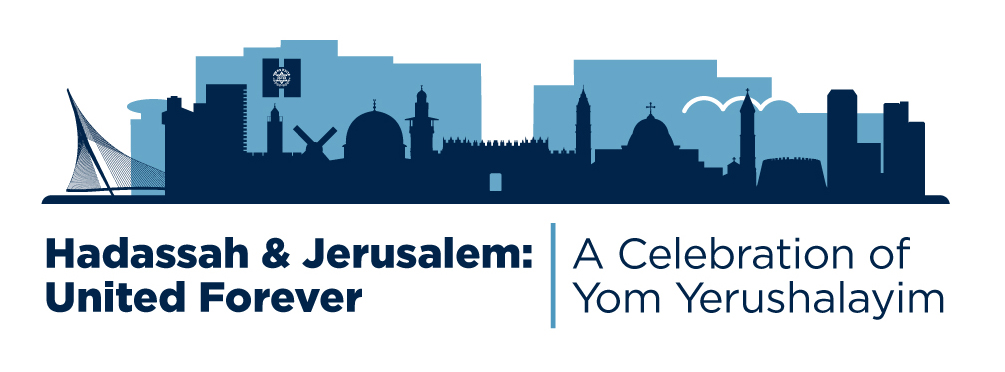 Hadassah & Jerusalem:
United Forever
A Celebration of
Yom Yerushalayim